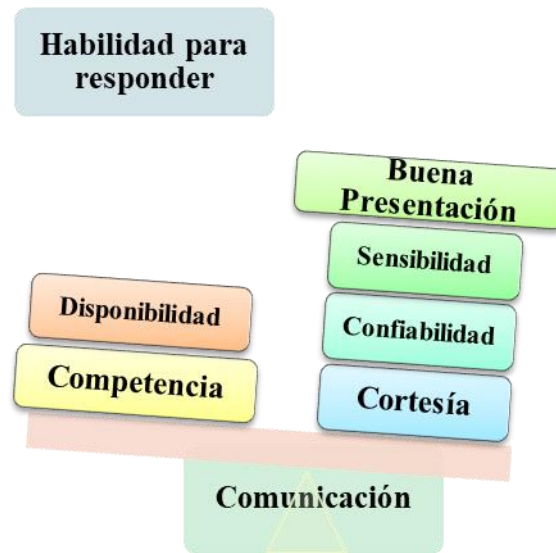 Habilidad para
responder
Buena
Presentación
Sensibilidad
Disponibilidad
Confiabilidad
Competencia
Cortesía
Comunicación